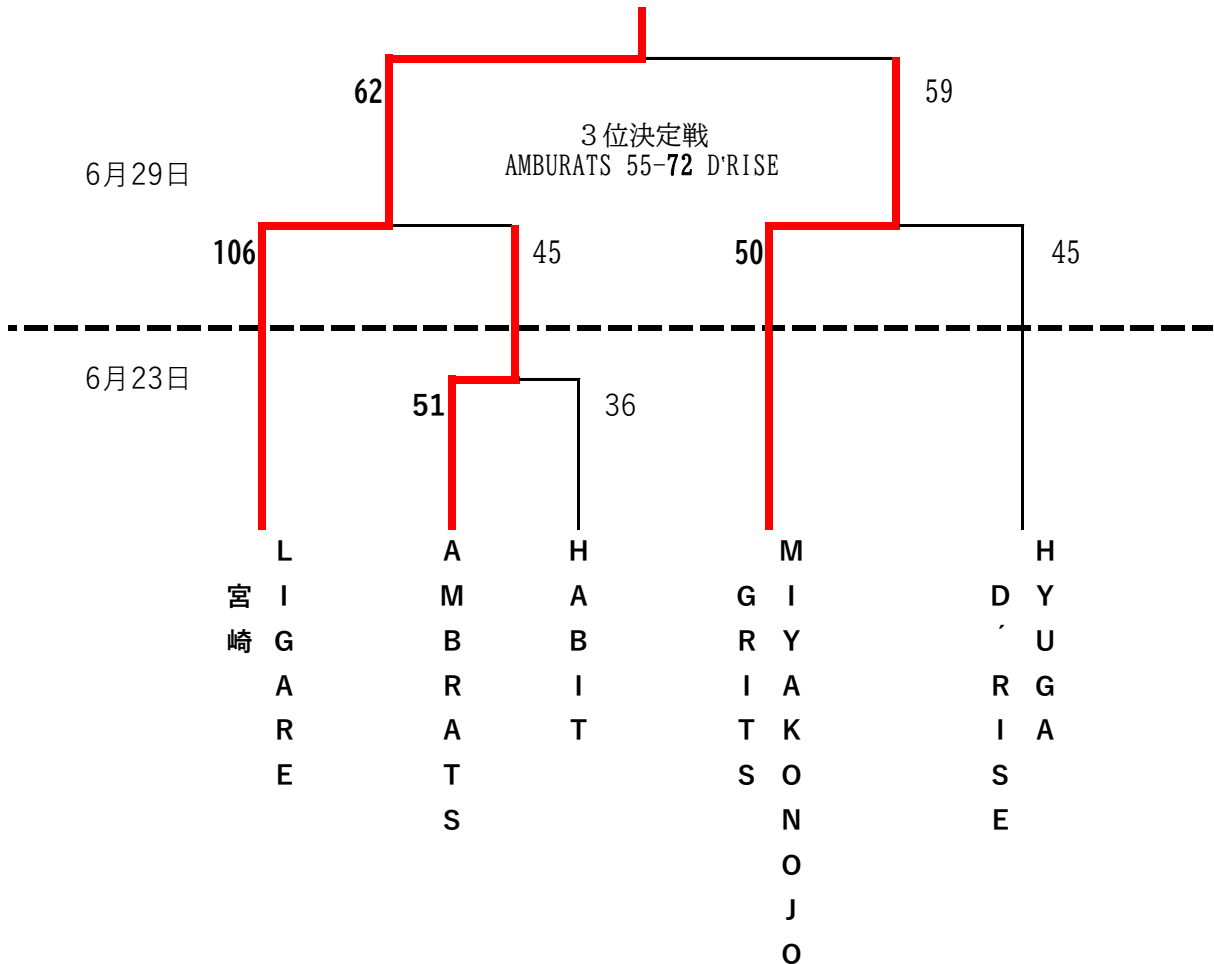 62
59
３位決定戦
AMBURATS 55-72 D'RISE
6月29日
106
45
50
45
6月23日
51
36
LIGARE
宮崎
AMBRATS
HABIT
MIYAKONOJO
GRITS
HYUGA
D´RISE